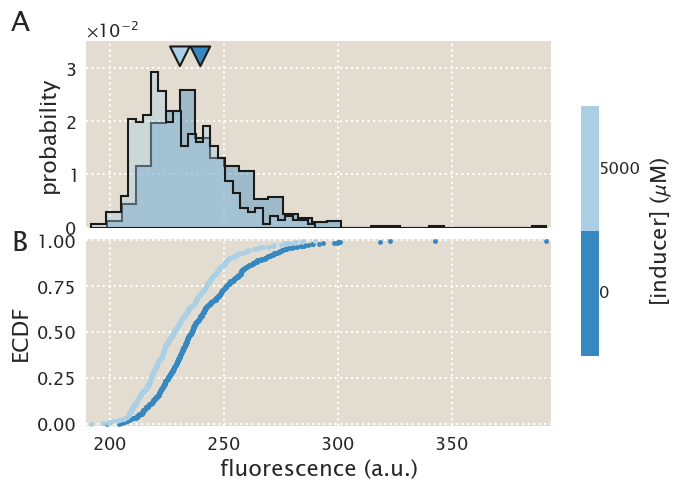 A
×10⁻²
3
2
1
0
probability
B
1.00
0.75
0.50
0.25
0.00
ECDF
200 250 300 350
fluorescence (a.u.)
5000
0
[inducer] (μM)